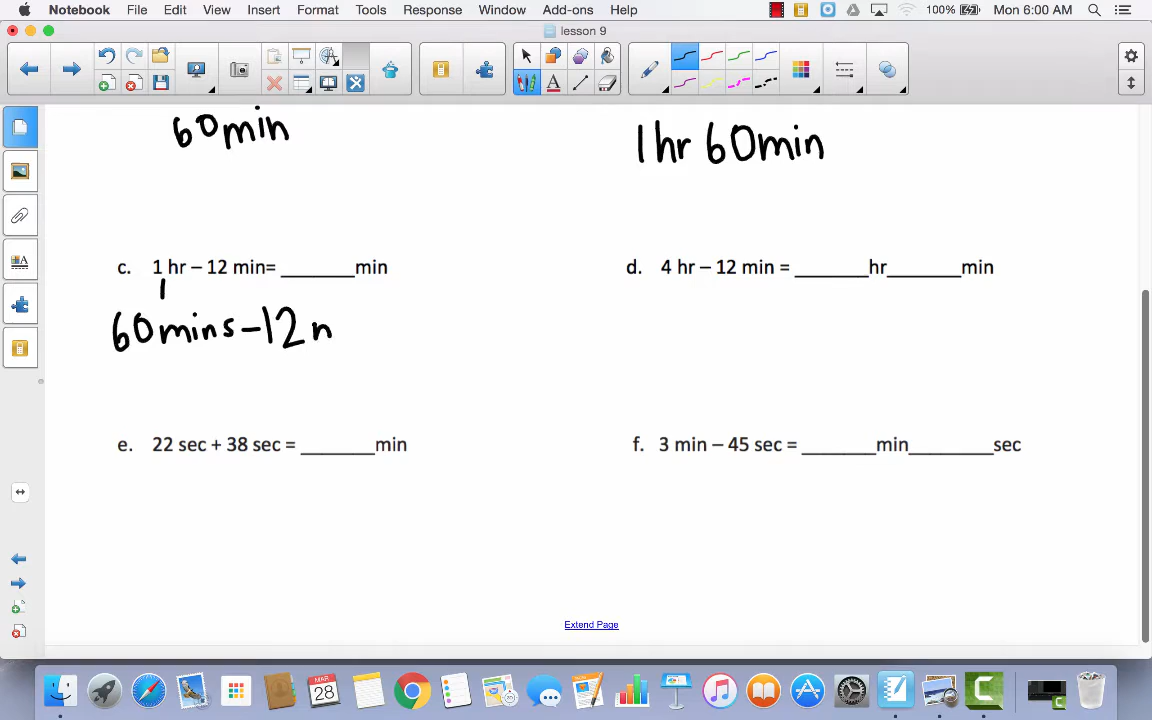 Notebook File Edit View Insert Format Tools Response Window Add-ons Help 100% Mon 6:00 AM
lesson 9
60min
1hr 60min
c. 1 hr – 12 min= _______min
d. 4 hr – 12 min = _______hr_______min
60mins–12n
e. 22 sec + 38 sec = _______min
f. 3 min – 45 sec = _______min________sec
Extend Page
MAR
28